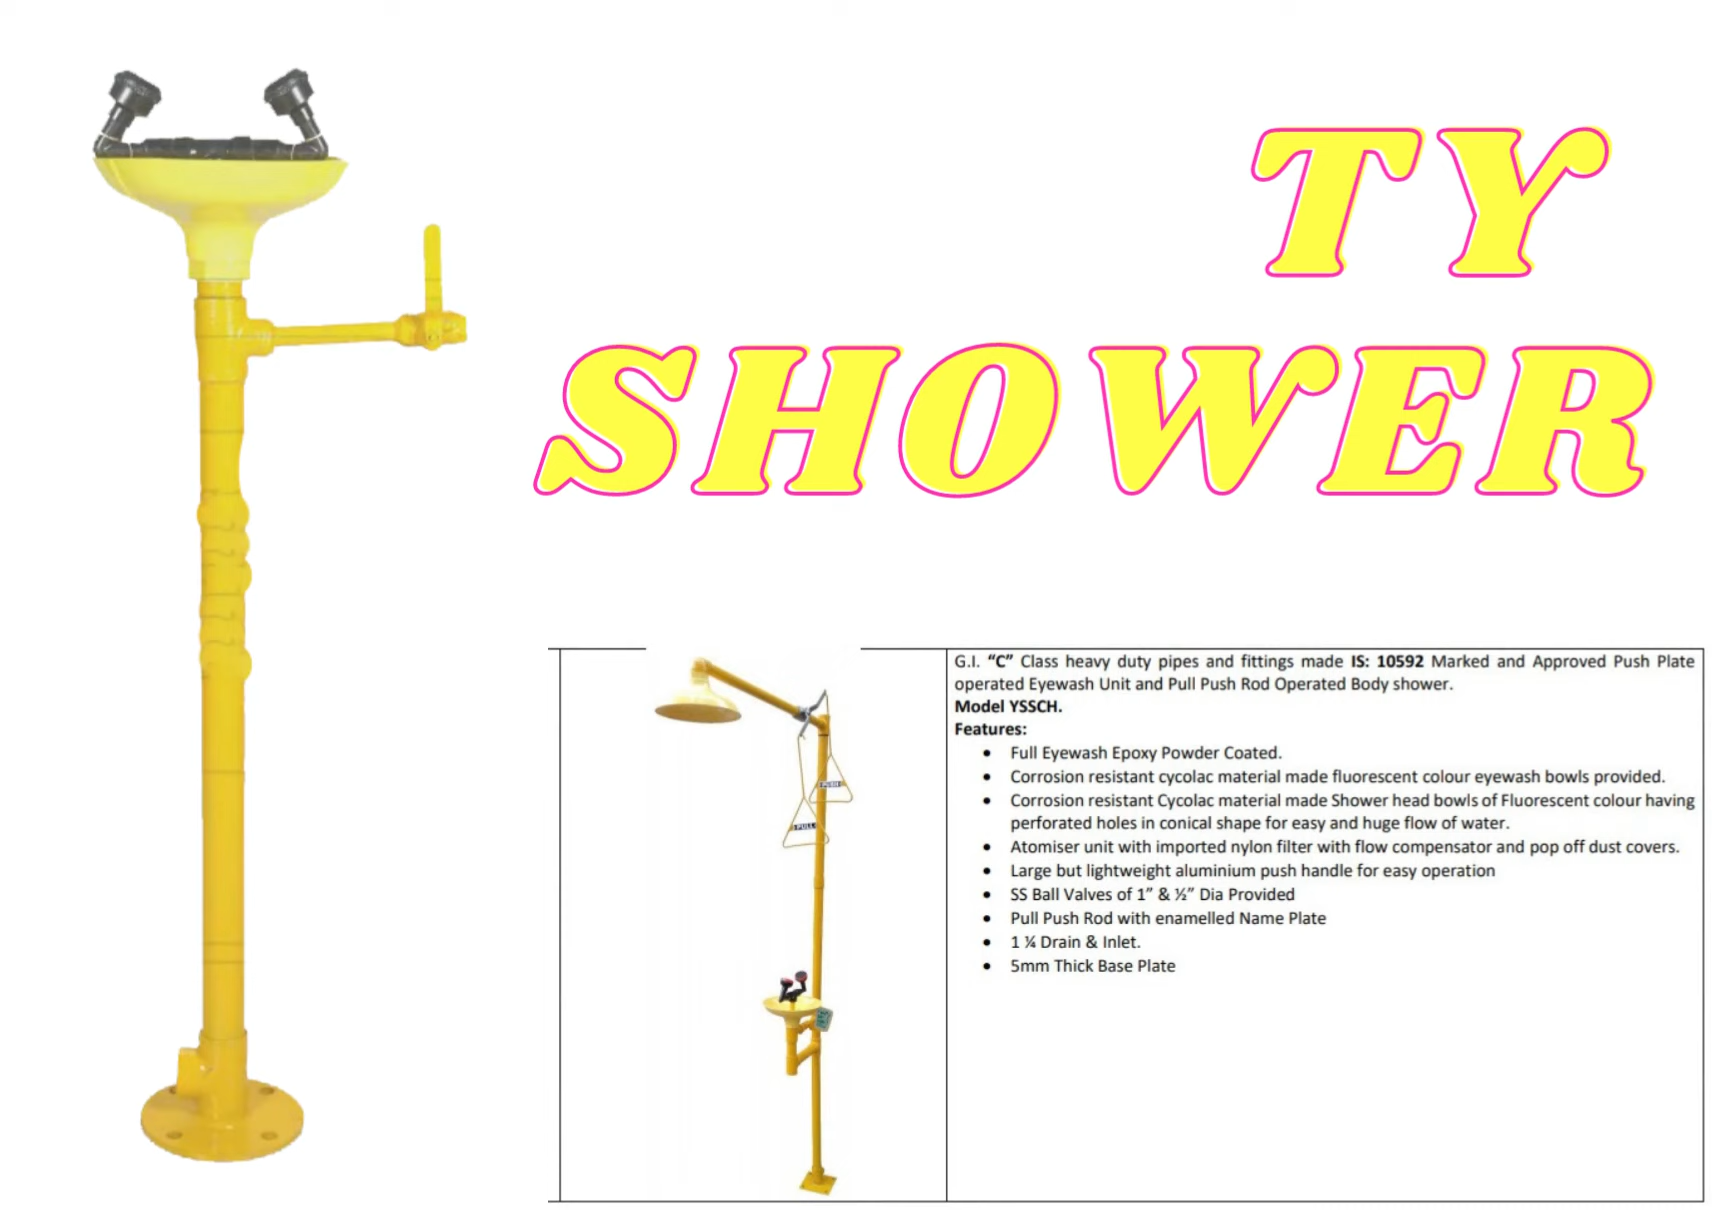 TY
SHOWER
G.I. “C” Class heavy duty pipes and fittings made IS: 10592 Marked and Approved Push Plate
operated Eyewash Unit and Pull Push Rod Operated Body shower.
Model YSSCH.
Features:
• Full Eyewash Epoxy Powder Coated.
• Corrosion resistant cycolac material made fluorescent colour eyewash bowls provided.
• Corrosion resistant Cycolac material made Shower head bowls of Fluorescent colour having
perforated holes in conical shape for easy and huge flow of water.
• Atomiser unit with imported nylon filter with flow compensator and pop off dust covers.
• Large but lightweight aluminium push handle for easy operation
• SS Ball Valves of 1” & ½” Dia Provided
• Pull Push Rod with enamelled Name Plate
• 1 ¼ Drain & Inlet.
• 5mm Thick Base Plate
PUSH
PULL